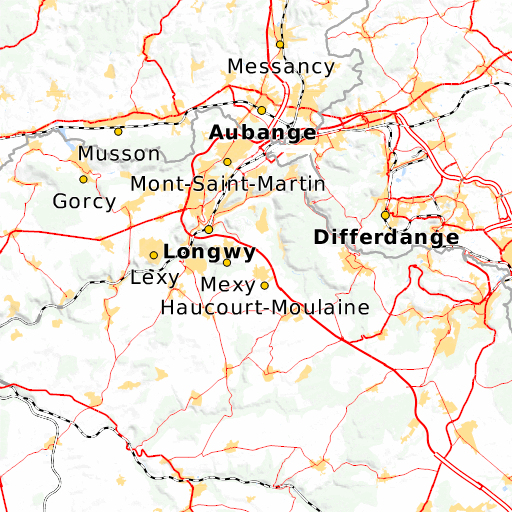 Messancy
Aubange
Musson
Mont-Saint-Martin
Gorcy
Differdange
Longwy
Lexy
Mexy
Haucourt-Moulaine